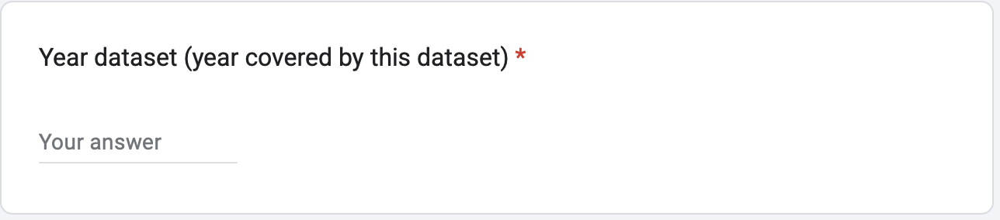 Year dataset (year covered by this dataset) *
Your answer